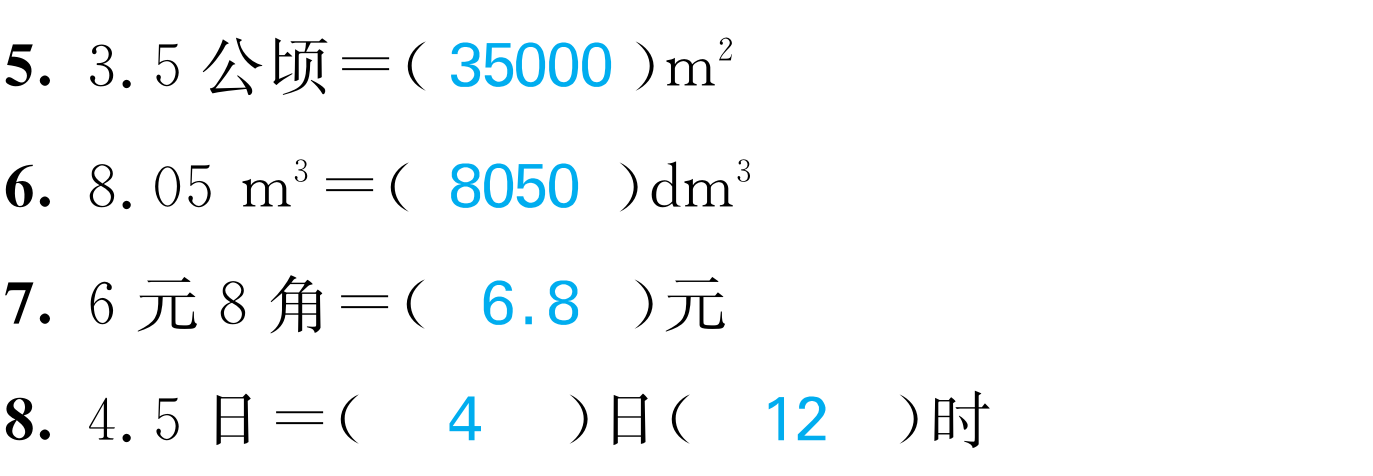 5. 3.5公顷=( 35000 )m²
6. 8.05 m³=( 8050 )dm³
7. 6元8角=( 6.8 )元
8. 4.5日=( 4 )日( 12 )时